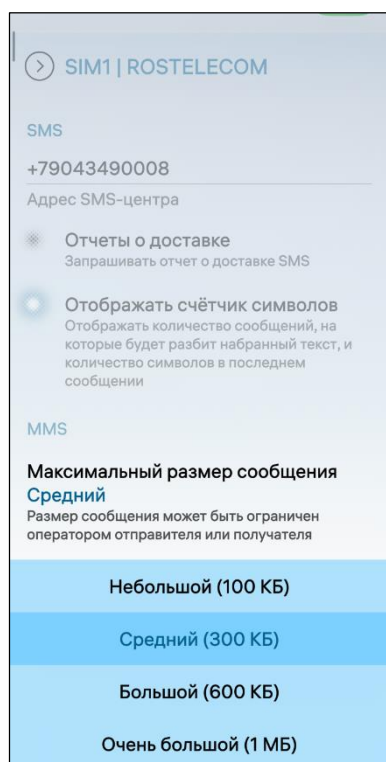 SIM1 | ROSTELECOM
SMS
+79043490008
Адрес SMS-центра
Отчеты о доставке
Запрашивать отчет о доставке SMS
Отображать счётчик символов
Отображать количество сообщений, на
которые будет разбит набранный текст, и
количество символов в последнем
сообщении
MMS
Максимальный размер сообщения
Средний
Размер сообщения может быть ограничен
оператором отправителя или получателя
Небольшой (100 КБ)
Средний (300 КБ)
Большой (600 КБ)
Очень большой (1 МБ)